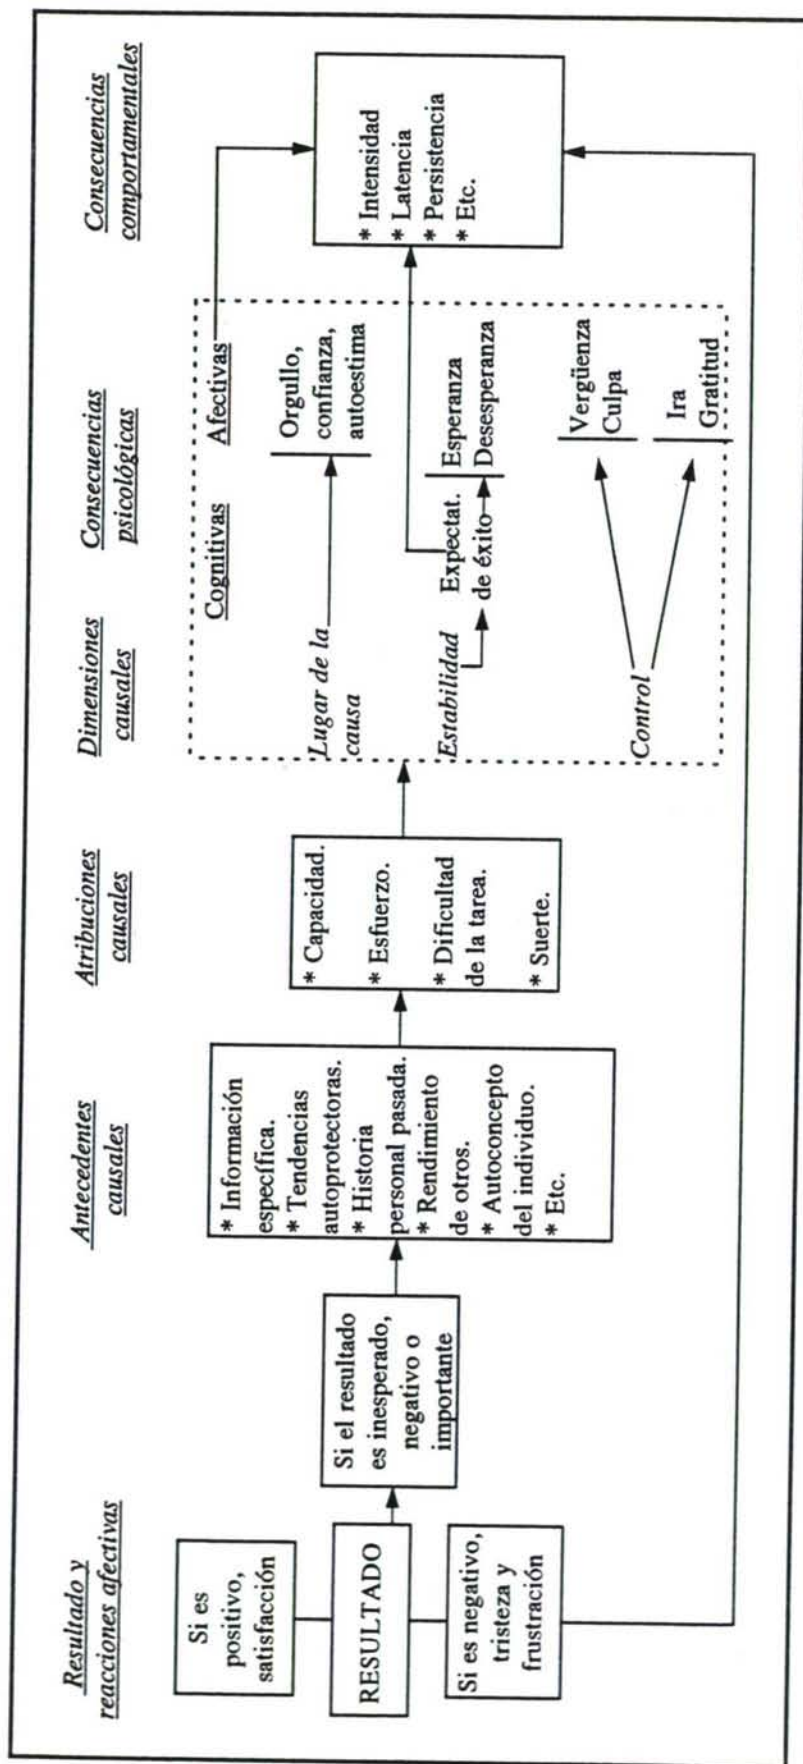 Resultado y
reacciones afectivas
Antecedentes
causales
Atribuciones
causales
Dimensiones
causales
Consecuencias
psicológicas
Consecuencias
comportamentales
Si es
positivo,
satisfacción
RESULTADO
Si es negativo,
tristeza y
frustración
Si el resultado
es inesperado,
negativo o
importante
* Información
específica.
* Tendencias
autoprotectoras.
* Historia
personal pasada.
* Rendimiento
de otros.
* Autoconcepto
del individuo.
* Etc.
* Capacidad.
* Esfuerzo.
* Dificultad
de la tarea.
* Suerte.
Cognitivas
Afectivas
Lugar de la
causa
Orgullo,
confianza,
autoestima
Estabilidad
Expectat.
de éxito
Esperanza
Desesperanza
Control
Vergüenza
Culpa
Ira
Gratitud
* Intensidad
* Latencia
* Persistencia
* Etc.